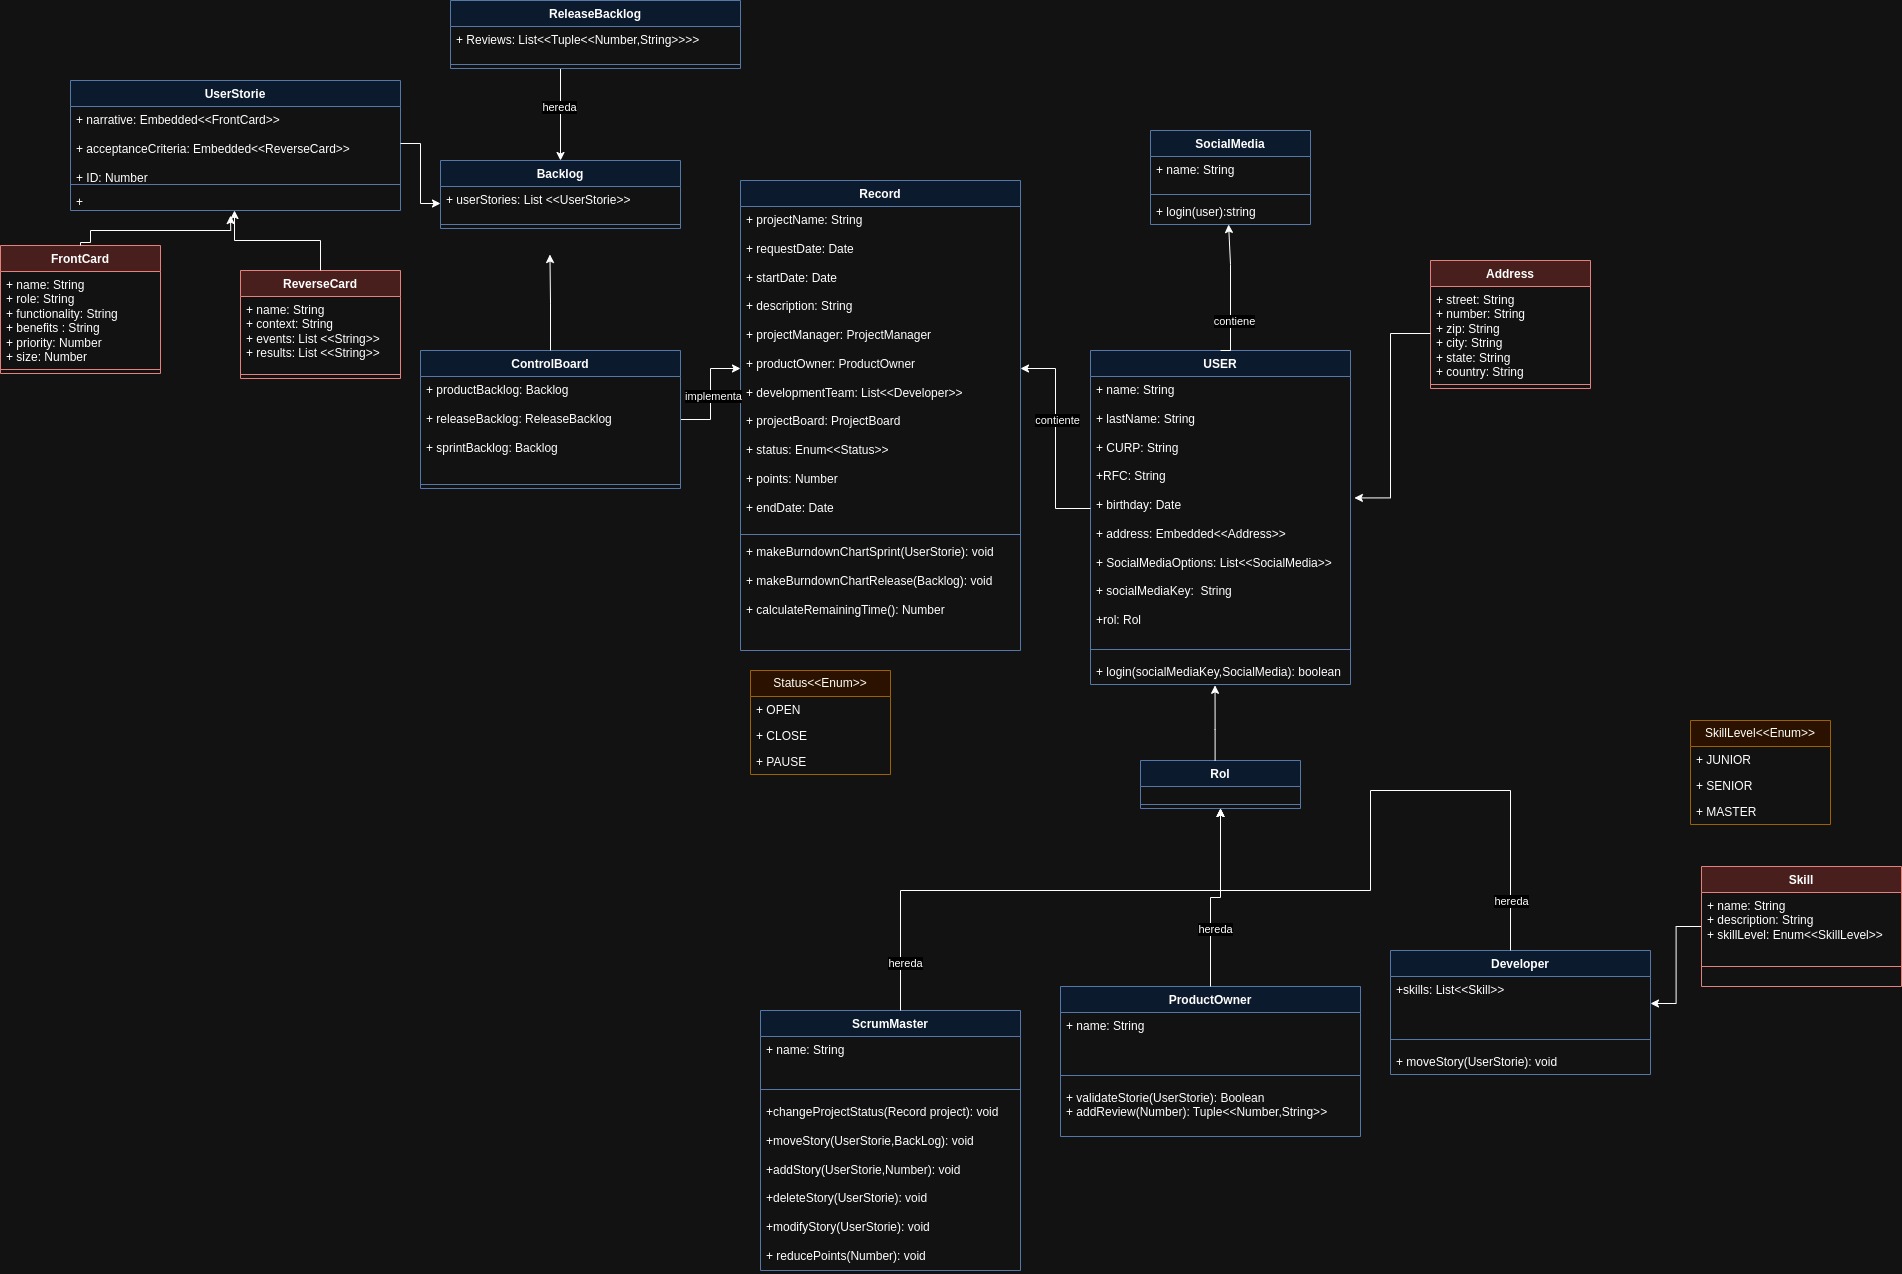 ReleaseBacklog
+ Reviews: List<<Tuple<<Number,String>>>>
hereda
UserStorie
+ narrative: Embedded<<FrontCard>>
+ acceptanceCriteria: Embedded<<ReverseCard>>
+ ID: Number
+
Backlog
+ userStories: List <<UserStorie>>
FrontCard
+ name: String
+ role: String
+ functionality: String
+ benefits : String
+ priority: Number
+ size: Number
ReverseCard
+ name: String
+ context: String
+ events: List <<String>>
+ results: List <<String>>
ControlBoard
+ productBacklog: Backlog
+ releaseBacklog: ReleaseBacklog
+ sprintBacklog: Backlog
implementa
Record
+ projectName: String
+ requestDate: Date
+ startDate: Date
+ description: String
+ projectManager: ProjectManager
+ productOwner: ProductOwner
+ developmentTeam: List<<Developer>>
+ projectBoard: ProjectBoard
+ status: Enum<<Status>>
+ points: Number
+ endDate: Date
+ makeBurndownChartSprint(UserStorie): void
+ makeBurndownChartRelease(Backlog): void
+ calculateRemainingTime(): Number
Status<<Enum>>
+ OPEN
+ CLOSE
+ PAUSE
SocialMedia
+ name: String
+ login(user):string
contiene
contiente
USER
+ name: String
+ lastName: String
+ CURP: String
+RFC: String
+ birthday: Date
+ address: Embedded<<Address>>
+ SocialMediaOptions: List<<SocialMedia>>
+ socialMediaKey:  String
+rol: Rol
+ login(socialMediaKey,SocialMedia): boolean
Address
+ street: String
+ number: String
+ zip: String
+ city: String
+ state: String
+ country: String
Rol
SkillLevel<<Enum>>
+ JUNIOR
+ SENIOR
+ MASTER
Skill
+ name: String
+ description: String
+ skillLevel: Enum<<SkillLevel>>
hereda
hereda
hereda
ScrumMaster
+ name: String
+changeProjectStatus(Record project): void
+moveStory(UserStorie,BackLog): void
+addStory(UserStorie,Number): void
+deleteStory(UserStorie): void
+modifyStory(UserStorie): void
+ reducePoints(Number): void
ProductOwner
+ name: String
+ validateStorie(UserStorie): Boolean
+ addReview(Number): Tuple<<Number,String>>
Developer
+skills: List<<Skill>>
+ moveStory(UserStorie): void